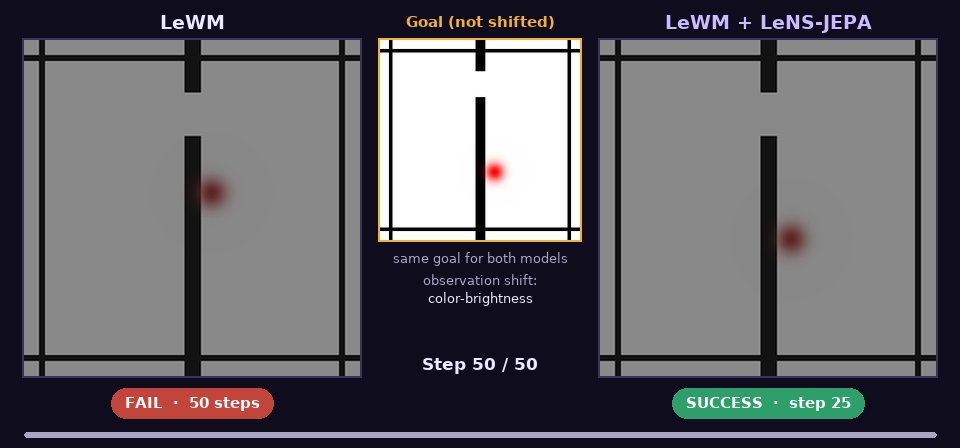 LeWM
Goal (not shifted)
LeWM + LeNS-JEPA
same goal for both models
observation shift:
color-brightness
Step 50 / 50
FAIL · 50 steps
SUCCESS · step 25